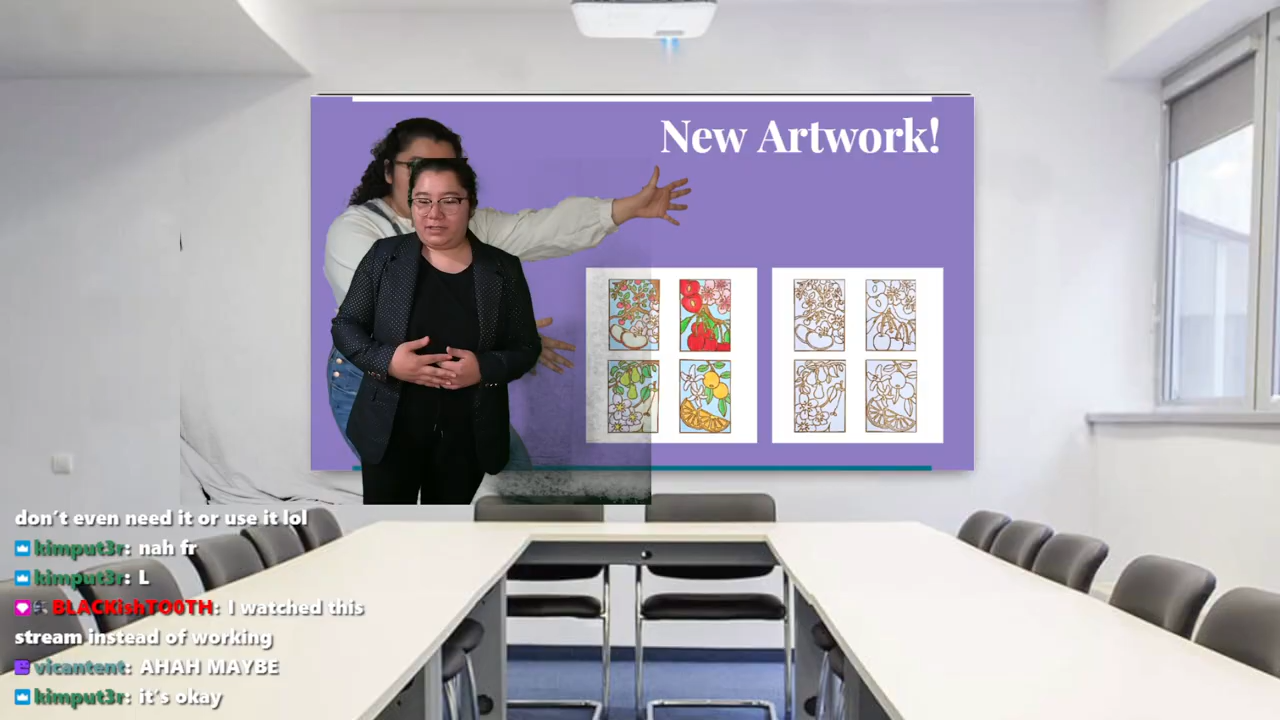 New Artwork!
don't even need it or use it lol
kimput3r: nah fr
kimput3r: L
BLACKishTO0TH: I watched this
stream instead of working
vicantent: AHAH MAYBE
kimput3r: it's okay